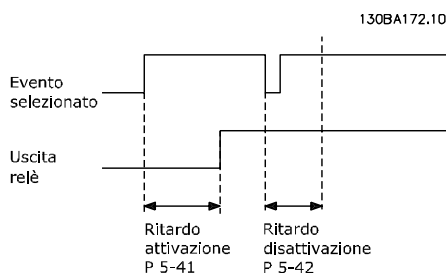 130BA172.10
Evento
selezionato
Uscita
relè
Ritardo
attivazione
P 5-41
Ritardo
disattivazione
P 5-42